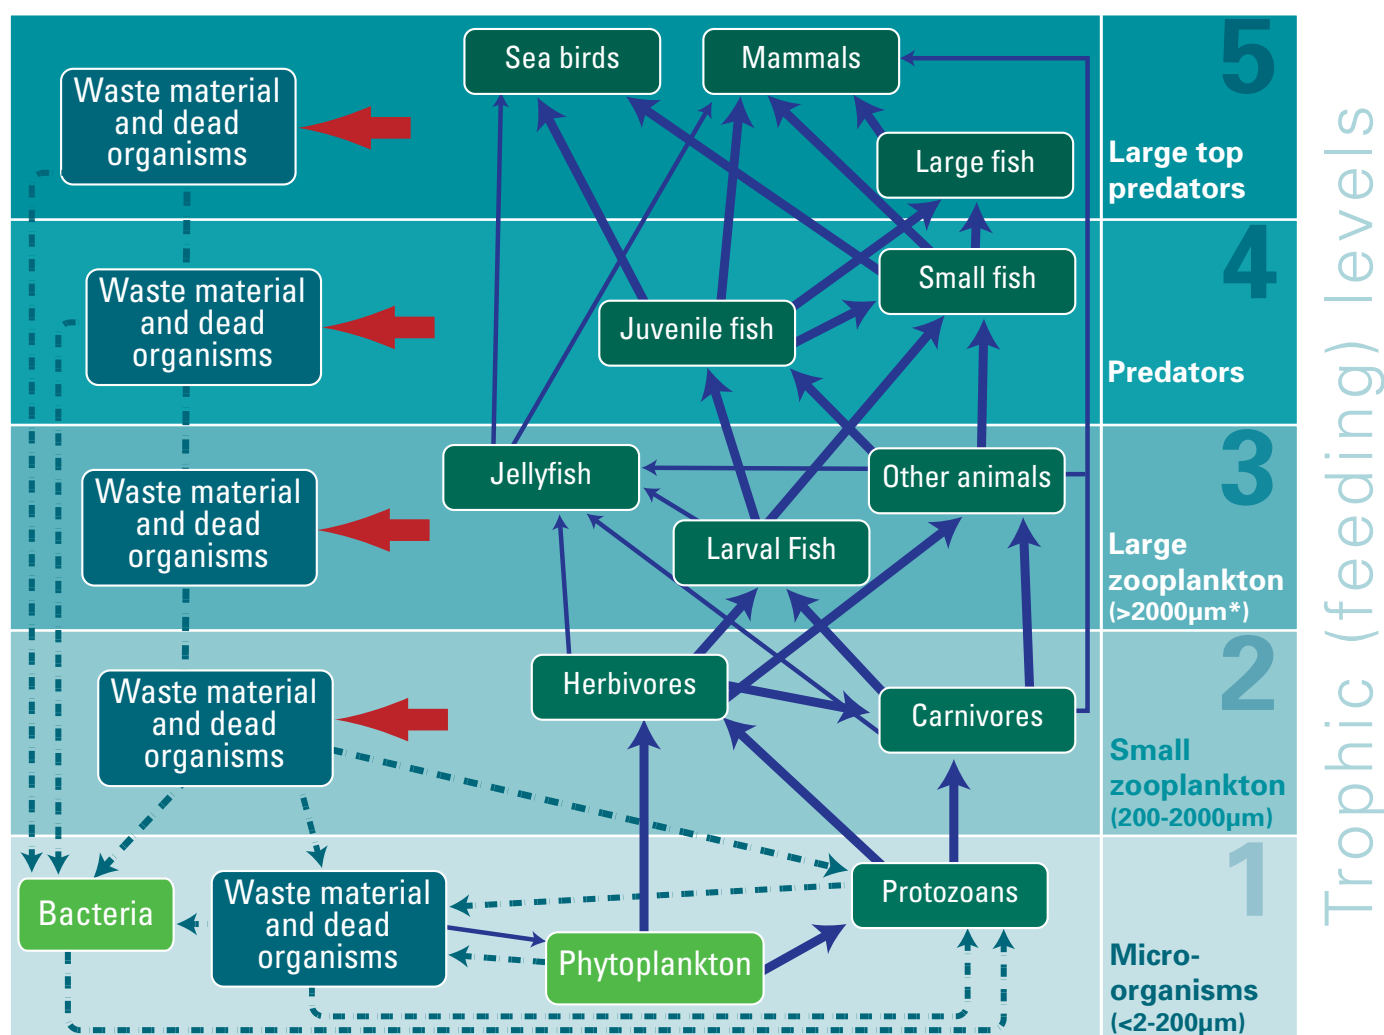 Sea birds
Mammals
5
Waste material
and dead
organisms
Large fish
Large top
predators
4
Waste material
and dead
organisms
Small fish
Juvenile fish
Predators
3
Jellyfish
Other animals
Waste material
and dead
organisms
Larval Fish
Large
zooplankton
(>2000µm*)
2
Herbivores
Waste material
and dead
organisms
Carnivores
Small
zooplankton
(200-2000µm)
1
Bacteria
Waste material
and dead
organisms
Protozoans
Phytoplankton
Micro-
organisms
(<2-200µm)
Trophic (feeding) levels